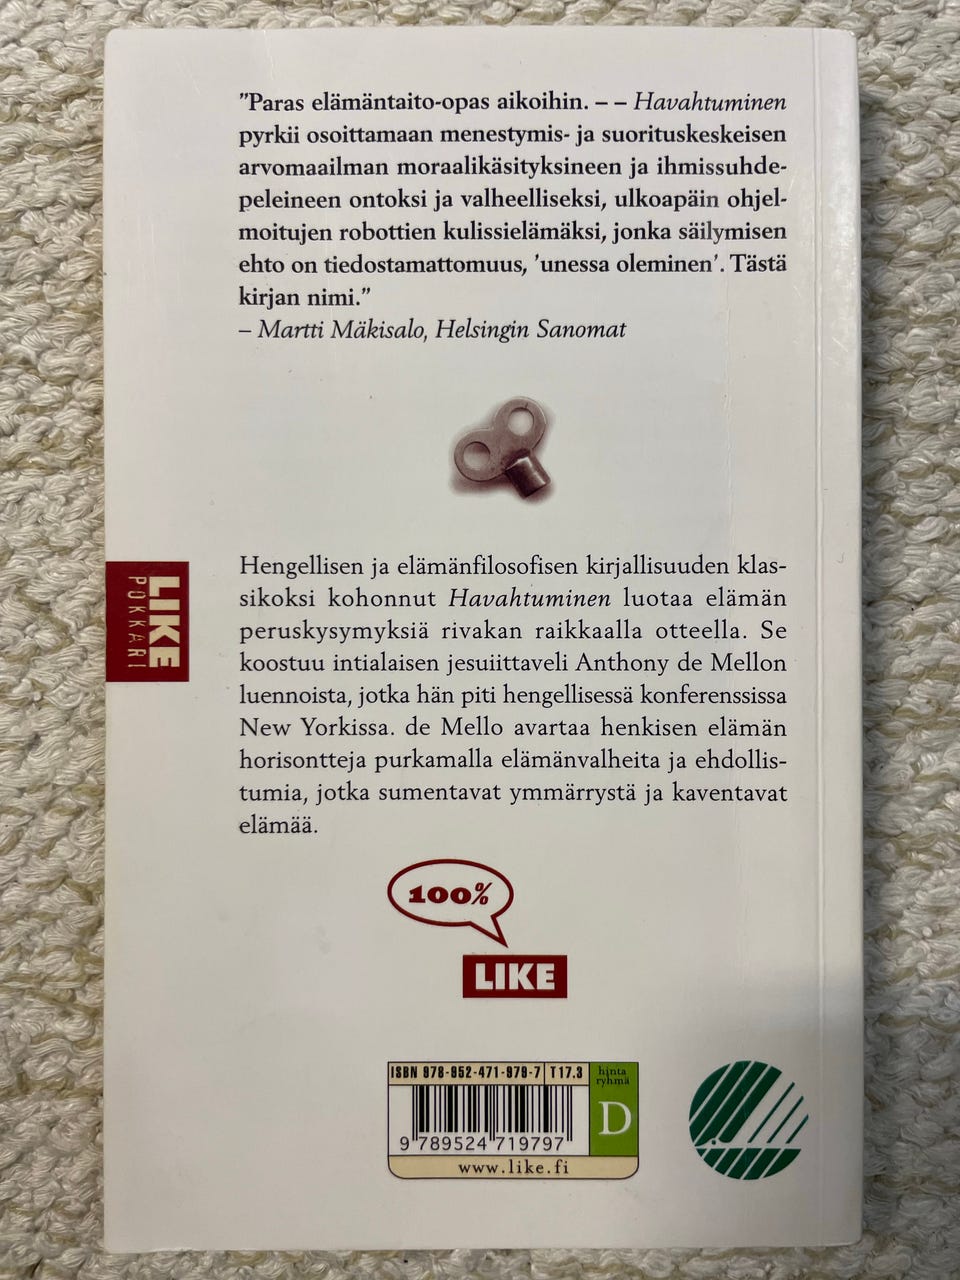 ”Paras elämäntaito-opas aikoihin. – – Havahtuminen
pyrkii osoittamaan menestymis- ja suorituskeskeisen
arvomaailman moraalikäsityksineen ja ihmissuhde-
peleineen ontoksi ja valheelliseksi, ulkoapäin ohjel-
moitujen robottien kulissielämäksi, jonka säilymisen
ehto on tiedostamattomuus, ’unessa oleminen’. Tästä
kirjan nimi.”
– Martti Mäkisalo, Helsingin Sanomat
LIKE
POKKARI
Hengellisen ja elämänfilosofisen kirjallisuuden klas-
sikoksi kohonnut Havahtuminen luotaa elämän
peruskysymyksiä rivakan raikkaalla otteella. Se
koostuu intialaisen jesuiittaveli Anthony de Mellon
luennoista, jotka hän piti hengellisessä konferenssissa
New Yorkissa. de Mello avartaa henkisen elämän
horisontteja purkamalla elämänvalheita ja ehdollis-
tumia, jotka sumentavat ymmärrystä ja kaventavat
elämää.
100%
LIKE
ISBN 978-952-471-979-7 T17.3
hinta
ryhmä
D
9 789524 719797
www.like.fi